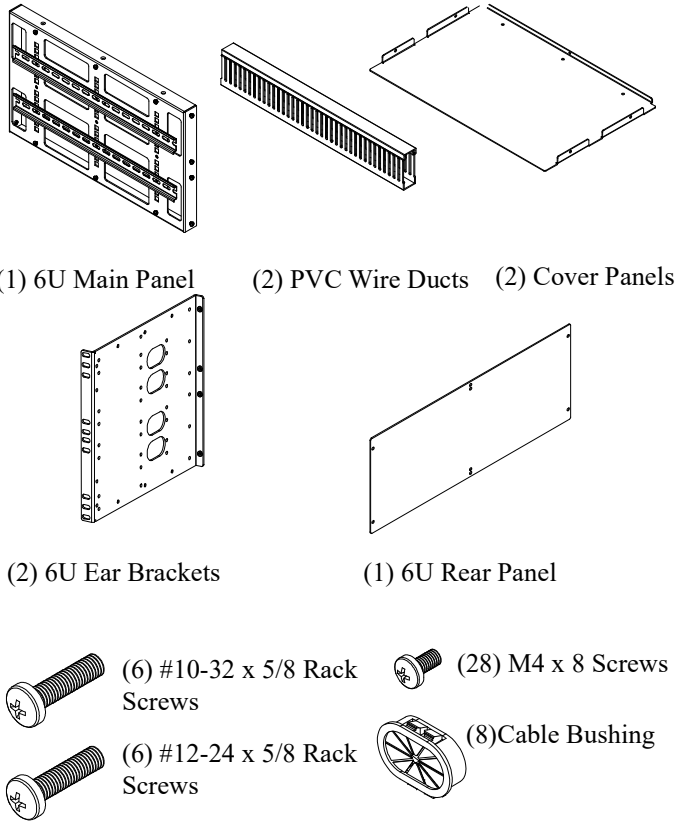 (1) 6U Main Panel
(2) PVC Wire Ducts
(2) Cover Panels
(2) 6U Ear Brackets
(1) 6U Rear Panel
(6) #10-32 x 5/8 Rack
Screws
(28) M4 x 8 Screws
(6) #12-24 x 5/8 Rack
Screws
(8)Cable Bushing